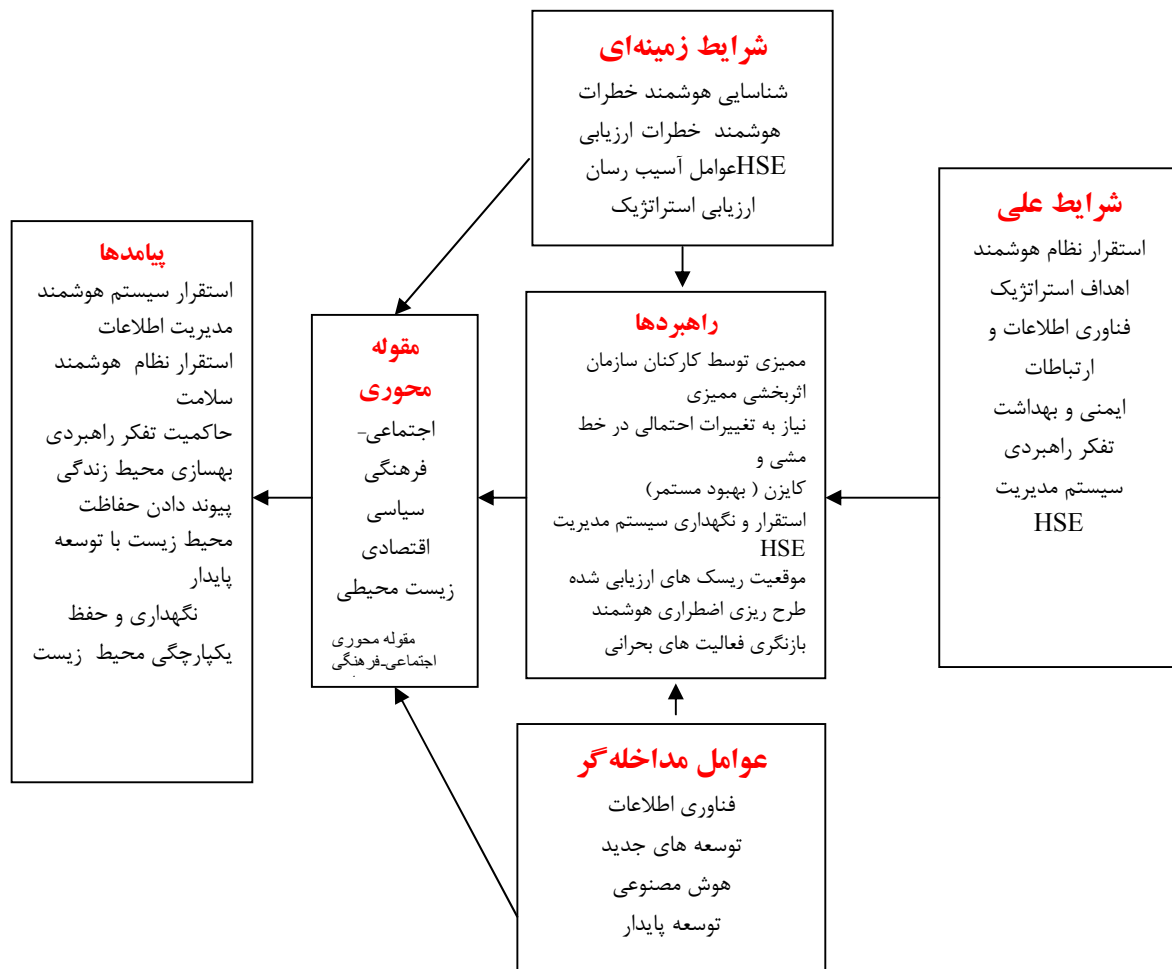 شرایط زمینه‌ای
شناسایی هوشمند خطرات
هوشمند خطرات ارزیابی
HSEعوامل آسیب رسان
ارزیابی استراتژیک
شرایط علی
استقرار نظام هوشمند
اهداف استراتژیک
فناوری اطلاعات و
ارتباطات
ایمنی و بهداشت
تفکر راهبردی
سیستم مدیریت
HSE
راهبردها
ممیزی توسط کارکنان سازمان
اثربخشی ممیزی
نیاز به تغییرات احتمالی در خط
مشی و
کایزن ( بهبود مستمر)
استقرار و نگهداری سیستم مدیریت
HSE
موقعیت ریسک های ارزیابی شده
طرح ریزی اضطراری هوشمند
بازنگری فعالیت های بحرانی
مقوله
محوری
اجتماعی-
فرهنگی
سیاسی
اقتصادی
زیست محیطی
مقوله محوری
اجتماعی-فرهنگی
پیامدها
استقرار سیستم هوشمند
مدیریت اطلاعات
استقرار نظام هوشمند
سلامت
حاکمیت تفکر راهبردی
بهسازی محیط زندگی
پیوند دادن حفاظت
محیط زیست با توسعه
پایدار
نگهداری و حفظ
یکپارچگی محیط زیست
عوامل مداخله‌گر
فناوری اطلاعات
توسعه های جدید
هوش مصنوعی
توسعه پایدار